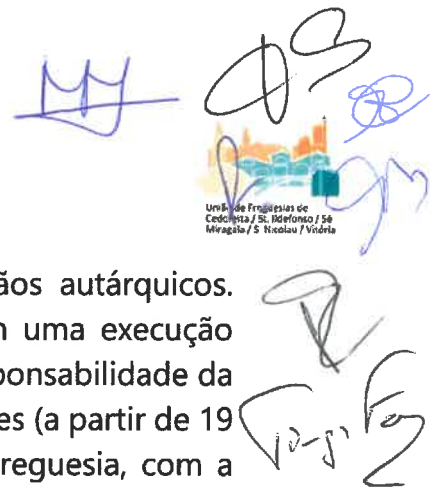 União de Freguesias de
Cedofeita / St. Ildefonso / Sé
Miragaia / S. Nicolau / Vitória
ãos autárquicos.
uma execução
ponsabilidade da
es (a partir de 19
reguesia, com a